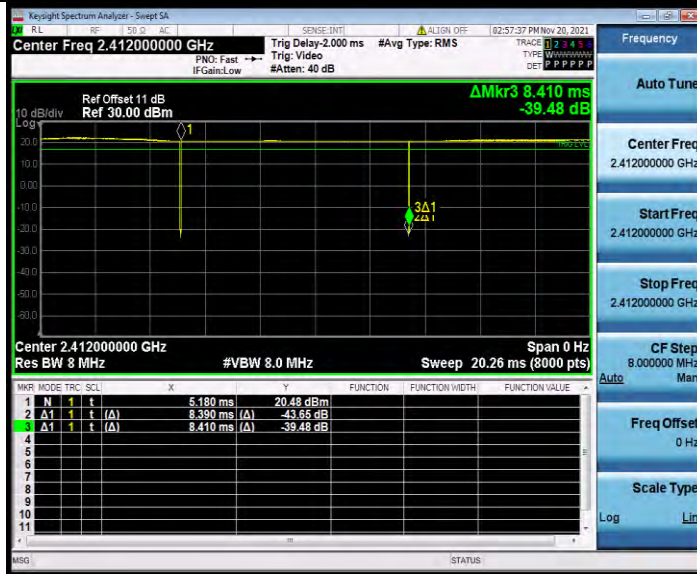 Keysight Spectrum Analyzer - Swept SA
RL RF 50 Ω AC SENSE:INT ALIGN OFF 02:57:37 PM Nov 20, 2021
Center Freq 2.412000000 GHz
PNO: Fast
IFGain:Low
Trig Delay-2.000 ms
Trig: Video
#Atten: 40 dB
#Avg Type: RMS
TRACE 1 2 3 4 5 6
TYPE
DET P P P P P P
ΔMkr3 8.410 ms
-39.48 dB
10 dB/div
Log
Ref Offset 11 dB
Ref 30.00 dBm
1
TRIG LVL
20.0
10.0
0.00
-10.0
3Δ1
2Δ1
-20.0
-30.0
-40.0
-50.0
-60.0
Center 2.412000000 GHz Span 0 Hz
Res BW 8 MHz #VBW 8.0 MHz Sweep 20.26 ms (8000 pts)
MKR MODE TRC SCL X Y FUNCTION FUNCTION WIDTH FUNCTION VALUE
1 N 1 t 5.180 ms 20.48 dBm
2 Δ1 1 t (Δ) 8.390 ms (Δ) -43.65 dB
3 Δ1 1 t (Δ) 8.410 ms (Δ) -39.48 dB
4
5
6
7
8
9
10
11
MSG STATUS
Frequency
Auto Tune
Center Freq
2.412000000 GHz
Start Freq
2.412000000 GHz
Stop Freq
2.412000000 GHz
CF Step
8.000000 MHz
Auto Man
Freq Offset
0 Hz
Scale Type
Log Lin